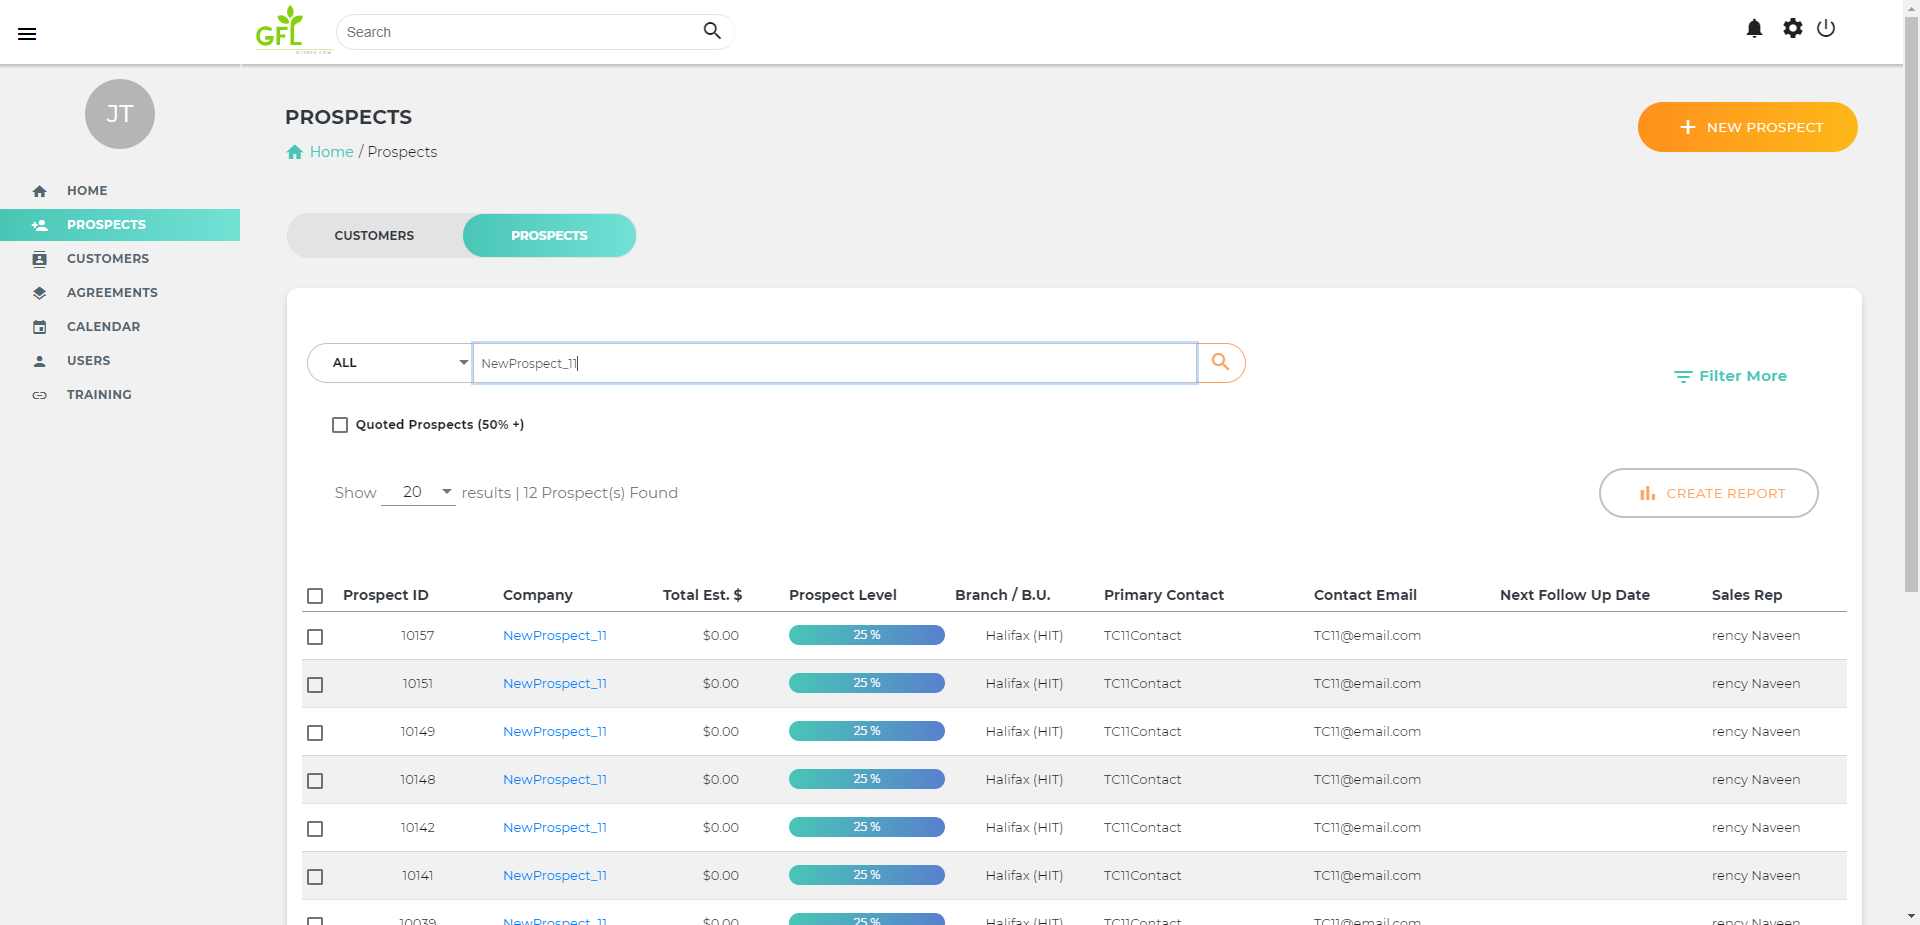 GFL
Search
JT
HOME
PROSPECTS
CUSTOMERS
AGREEMENTS
CALENDAR
USERS
TRAINING
PROSPECTS
Home / Prospects
NEW PROSPECT
CUSTOMERS PROSPECTS
ALL NewProspect_11
Filter More
Quoted Prospects (50% +)
Show 20 results | 12 Prospect(s) Found
CREATE REPORT
Prospect ID Company Total Est. $ Prospect Level Branch / B.U. Primary Contact Contact Email Next Follow Up Date Sales Rep
10157 NewProspect_11 $0.00 25 % Halifax (HIT) TC11Contact TC11@email.com rency Naveen
10151 NewProspect_11 $0.00 25 % Halifax (HIT) TC11Contact TC11@email.com rency Naveen
10149 NewProspect_11 $0.00 25 % Halifax (HIT) TC11Contact TC11@email.com rency Naveen
10148 NewProspect_11 $0.00 25 % Halifax (HIT) TC11Contact TC11@email.com rency Naveen
10142 NewProspect_11 $0.00 25 % Halifax (HIT) TC11Contact TC11@email.com rency Naveen
10141 NewProspect_11 $0.00 25 % Halifax (HIT) TC11Contact TC11@email.com rency Naveen
10039 NewProspect_11 $0.00 25 % Halifax (HIT) TC11Contact TC11@email.com rency Naveen